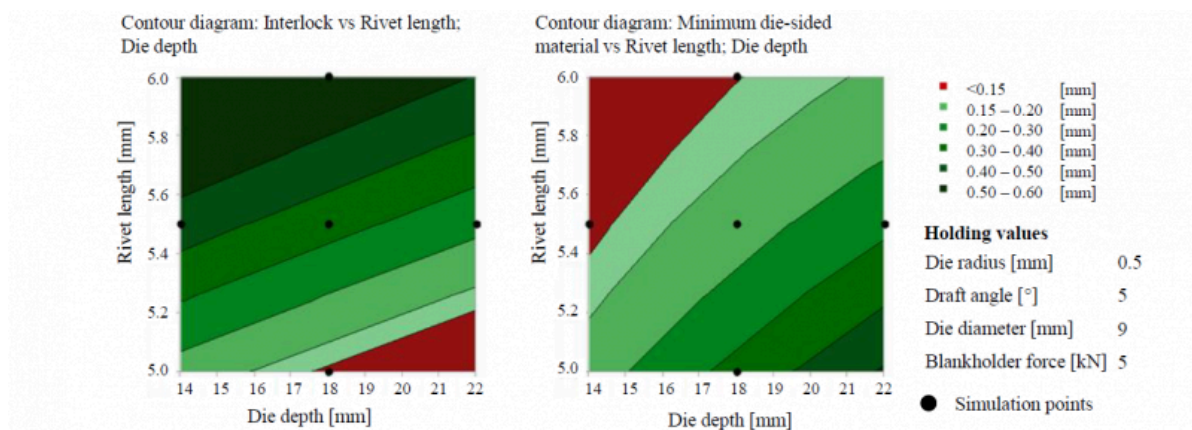 Contour diagram: Interlock vs Rivet length;
Die depth
Rivet length [mm]
6.0
5.8
5.6
5.4
5.2
5.0
14 15 16 17 18 19 20 21 22
Die depth [mm]
Contour diagram: Minimum die-sided
material vs Rivet length; Die depth
Rivet length [mm]
6.0
5.8
5.6
5.4
5.2
5.0
14 15 16 17 18 19 20 21 22
Die depth [mm]
<0.15 [mm]
0.15 – 0.20 [mm]
0.20 – 0.30 [mm]
0.30 – 0.40 [mm]
0.40 – 0.50 [mm]
0.50 – 0.60 [mm]
Holding values
Die radius [mm] 0.5
Draft angle [°] 5
Die diameter [mm] 9
Blankholder force [kN] 5
Simulation points